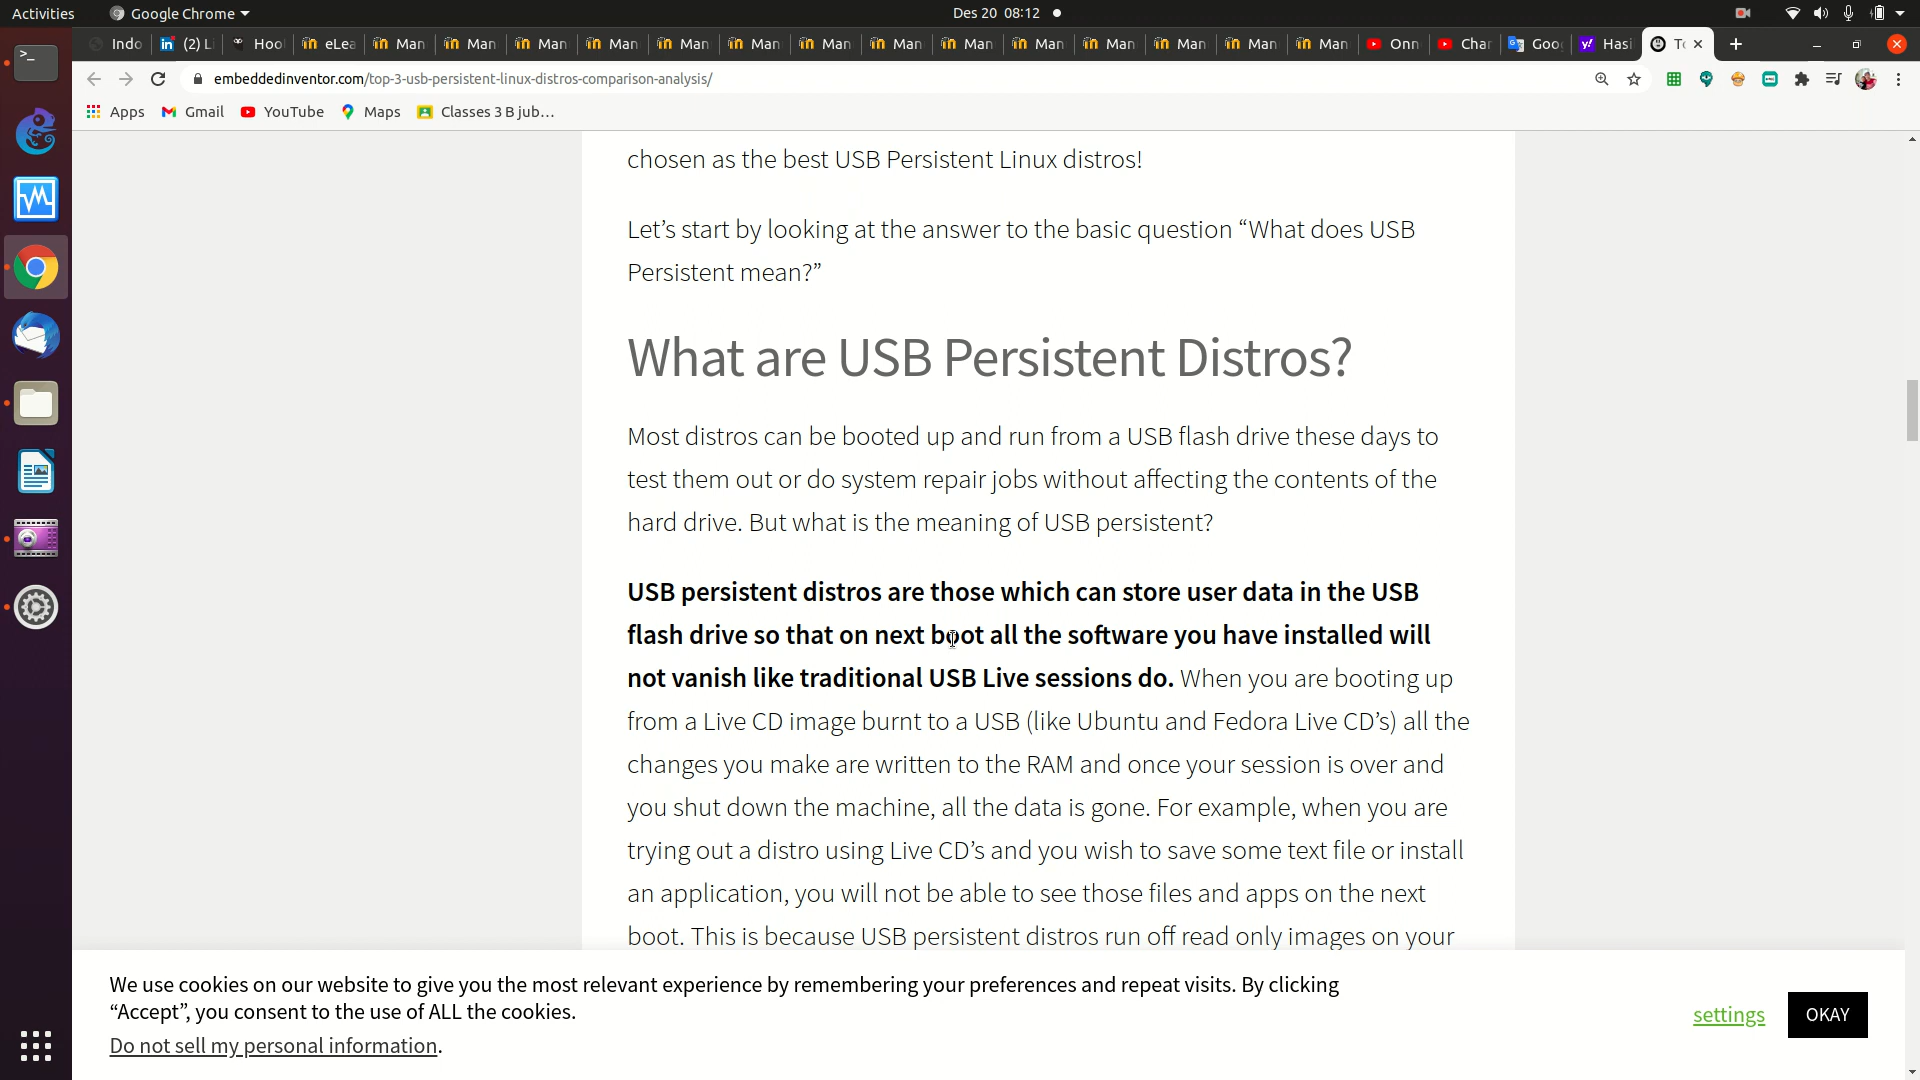 Activities
Google Chrome
Des 20 08:12
Indo
(2) Li
Hoo
eLea
Man
Man
Man
Man
Man
Man
Man
Man
Man
Man
Man
Man
Man
Man
Onn
Char
Goo
Hasi
embeddedinventor.com/top-3-usb-persistent-linux-distros-comparison-analysis/
Apps
Gmail
YouTube
Maps
Classes 3 B jub...
chosen as the best USB Persistent Linux distros!
Let's start by looking at the answer to the basic question “What does USB
Persistent mean?”
What are USB Persistent Distros?
Most distros can be booted up and run from a USB flash drive these days to
test them out or do system repair jobs without affecting the contents of the
hard drive. But what is the meaning of USB persistent?
USB persistent distros are those which can store user data in the USB
flash drive so that on next boot all the software you have installed will
not vanish like traditional USB Live sessions do. When you are booting up
from a Live CD image burnt to a USB (like Ubuntu and Fedora Live CD's) all the
changes you make are written to the RAM and once your session is over and
you shut down the machine, all the data is gone. For example, when you are
trying out a distro using Live CD's and you wish to save some text file or install
an application, you will not be able to see those files and apps on the next
boot. This is because USB persistent distros run off read only images on your
We use cookies on our website to give you the most relevant experience by remembering your preferences and repeat visits. By clicking
“Accept”, you consent to the use of ALL the cookies.
Do not sell my personal information.
settings
OKAY